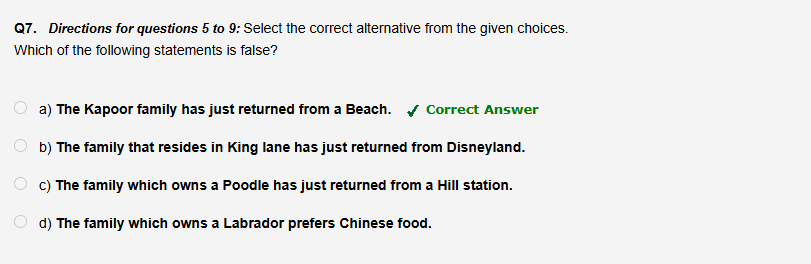 Q7. Directions for questions 5 to 9: Select the correct alternative from the given choices.
Which of the following statements is false?
a) The Kapoor family has just returned from a Beach. ✓ Correct Answer
b) The family that resides in King lane has just returned from Disneyland.
c) The family which owns a Poodle has just returned from a Hill station.
d) The family which owns a Labrador prefers Chinese food.